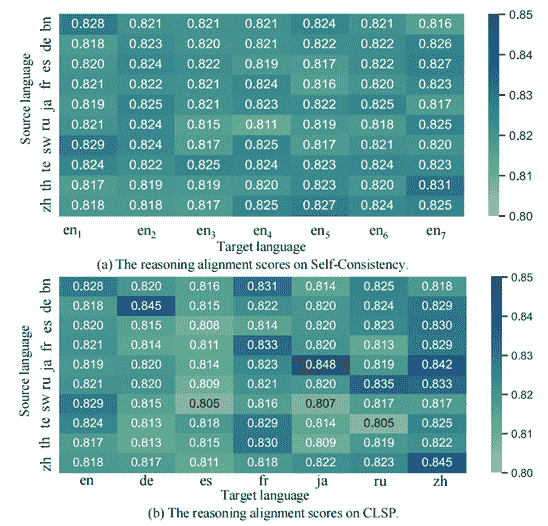 Source language
bn 0.828 0.821 0.821 0.821 0.824 0.821 0.816
de 0.818 0.823 0.820 0.821 0.822 0.822 0.826
es 0.820 0.824 0.822 0.819 0.817 0.822 0.827
fr 0.821 0.822 0.821 0.824 0.816 0.820 0.821
ja 0.819 0.825 0.821 0.823 0.822 0.825 0.817
ru 0.821 0.824 0.815 0.811 0.819 0.818 0.825
sw 0.829 0.824 0.817 0.825 0.817 0.821 0.820
te 0.824 0.822 0.825 0.824 0.824 0.824 0.823
th 0.817 0.819 0.819 0.820 0.823 0.820 0.831
zh 0.818 0.818 0.817 0.825 0.827 0.824 0.825
en₁ en₂ en₃ en₄ en₅ en₆ en₇
Target language
0.85
0.84
0.83
0.82
0.81
0.80
(a) The reasoning alignment scores on Self-Consistency.
Source language
bn 0.828 0.820 0.816 0.831 0.814 0.825 0.818
de 0.818 0.845 0.815 0.822 0.820 0.824 0.829
es 0.820 0.815 0.808 0.814 0.820 0.823 0.830
fr 0.821 0.814 0.811 0.833 0.820 0.813 0.829
ja 0.819 0.820 0.814 0.823 0.848 0.819 0.842
ru 0.821 0.820 0.809 0.821 0.820 0.835 0.833
sw 0.829 0.815 0.805 0.816 0.807 0.817 0.817
te 0.824 0.813 0.818 0.829 0.814 0.805 0.825
th 0.817 0.813 0.815 0.830 0.809 0.819 0.822
zh 0.818 0.817 0.811 0.818 0.822 0.823 0.845
en de es fr ja ru zh
Target language
0.85
0.84
0.83
0.82
0.81
0.80
(b) The reasoning alignment scores on CLSP.